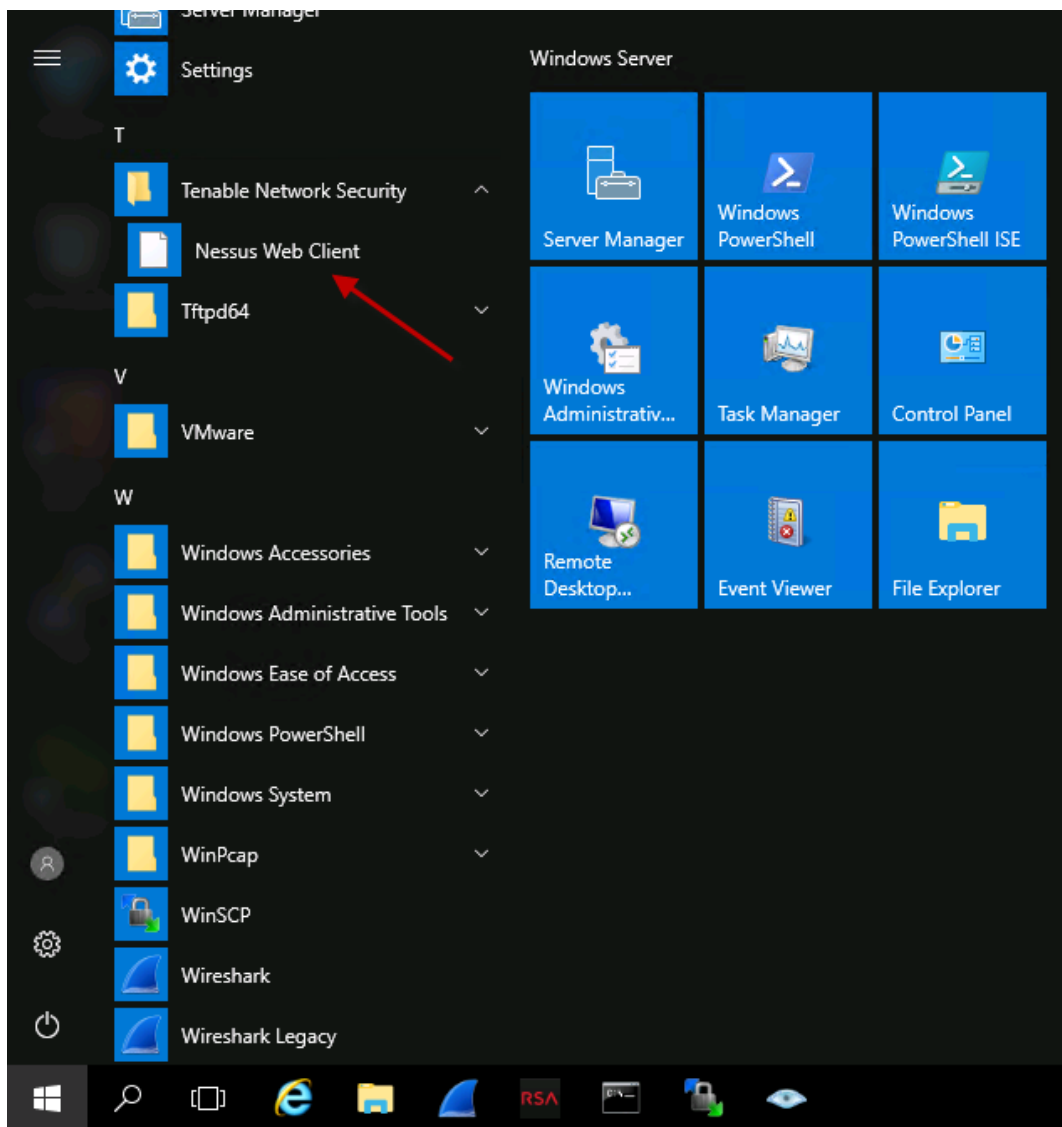 Server Manager
Settings
T
Tenable Network Security
Nessus Web Client
Tftpd64
V
VMware
W
Windows Accessories
Windows Administrative Tools
Windows Ease of Access
Windows PowerShell
Windows System
WinPcap
WinSCP
Wireshark
Wireshark Legacy
Windows Server
Server Manager
Windows
PowerShell
Windows
PowerShell ISE
Windows
Administrativ...
Task Manager
Control Panel
Remote
Desktop...
Event Viewer
File Explorer
RSA